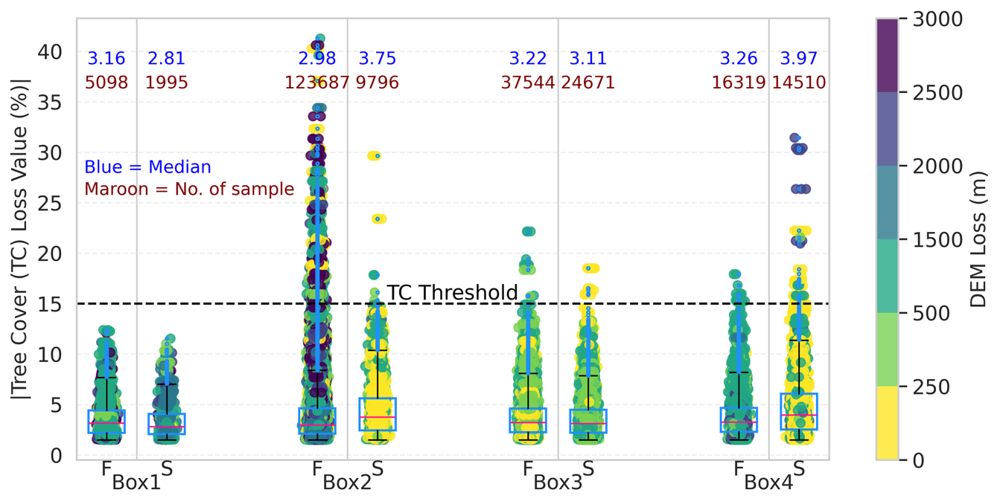 |Tree Cover (TC) Loss Value (%)|
40
35
30
25
20
15
10
5
0
3.16 2.81 2.98 3.75 3.22 3.11 3.26 3.97
5098 1995 123687 9796 37544 24671 16319 14510
Blue = Median
Maroon = No. of sample
TC Threshold
F S F S F S F S
Box1 Box2 Box3 Box4
3000
2500
2000
1500
500
250
0
DEM Loss (m)